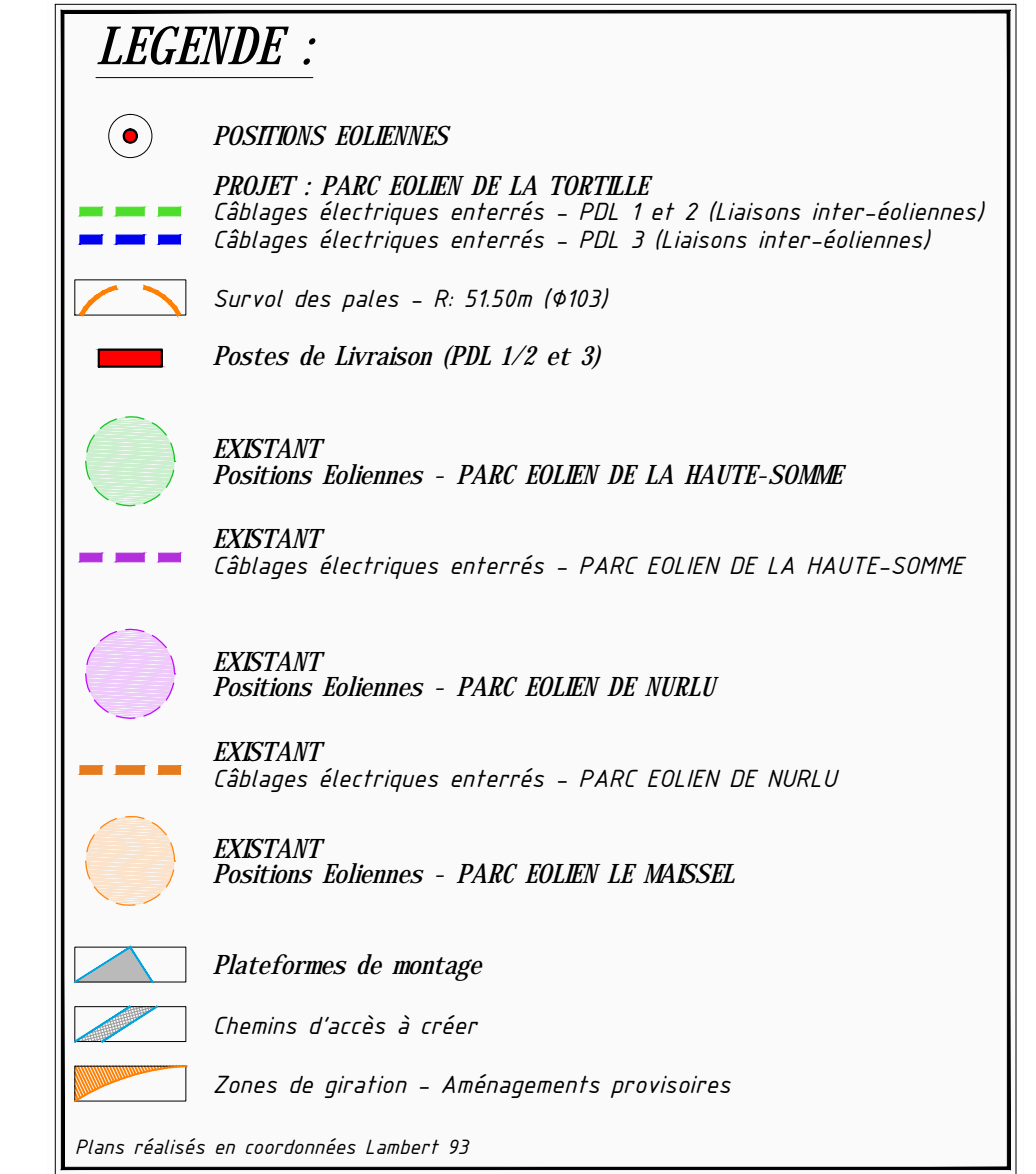 LEGENDE :
POSITIONS EOLIENNES
PROJET : PARC EOLIEN DE LA TORTILLE
Câblages électriques enterrés - PDL 1 et 2 (Liaisons inter-éoliennes)
Câblages électriques enterrés - PDL 3 (Liaisons inter-éoliennes)
Survol des pales - R: 51.50m (Φ103)
Postes de Livraison (PDL 1/2 et 3)
EXISTANT
Positions Eoliennes - PARC EOLIEN DE LA HAUTE-SOMME
EXISTANT
Câblages électriques enterrés - PARC EOLIEN DE LA HAUTE-SOMME
EXISTANT
Positions Eoliennes - PARC EOLIEN DE NURLU
EXISTANT
Câblages électriques enterrés - PARC EOLIEN DE NURLU
EXISTANT
Positions Eoliennes - PARC EOLIEN LE MAISSEL
Plateformes de montage
Chemins d'accès à créer
Zones de giration - Aménagements provisoires
Plans réalisés en coordonnées Lambert 93